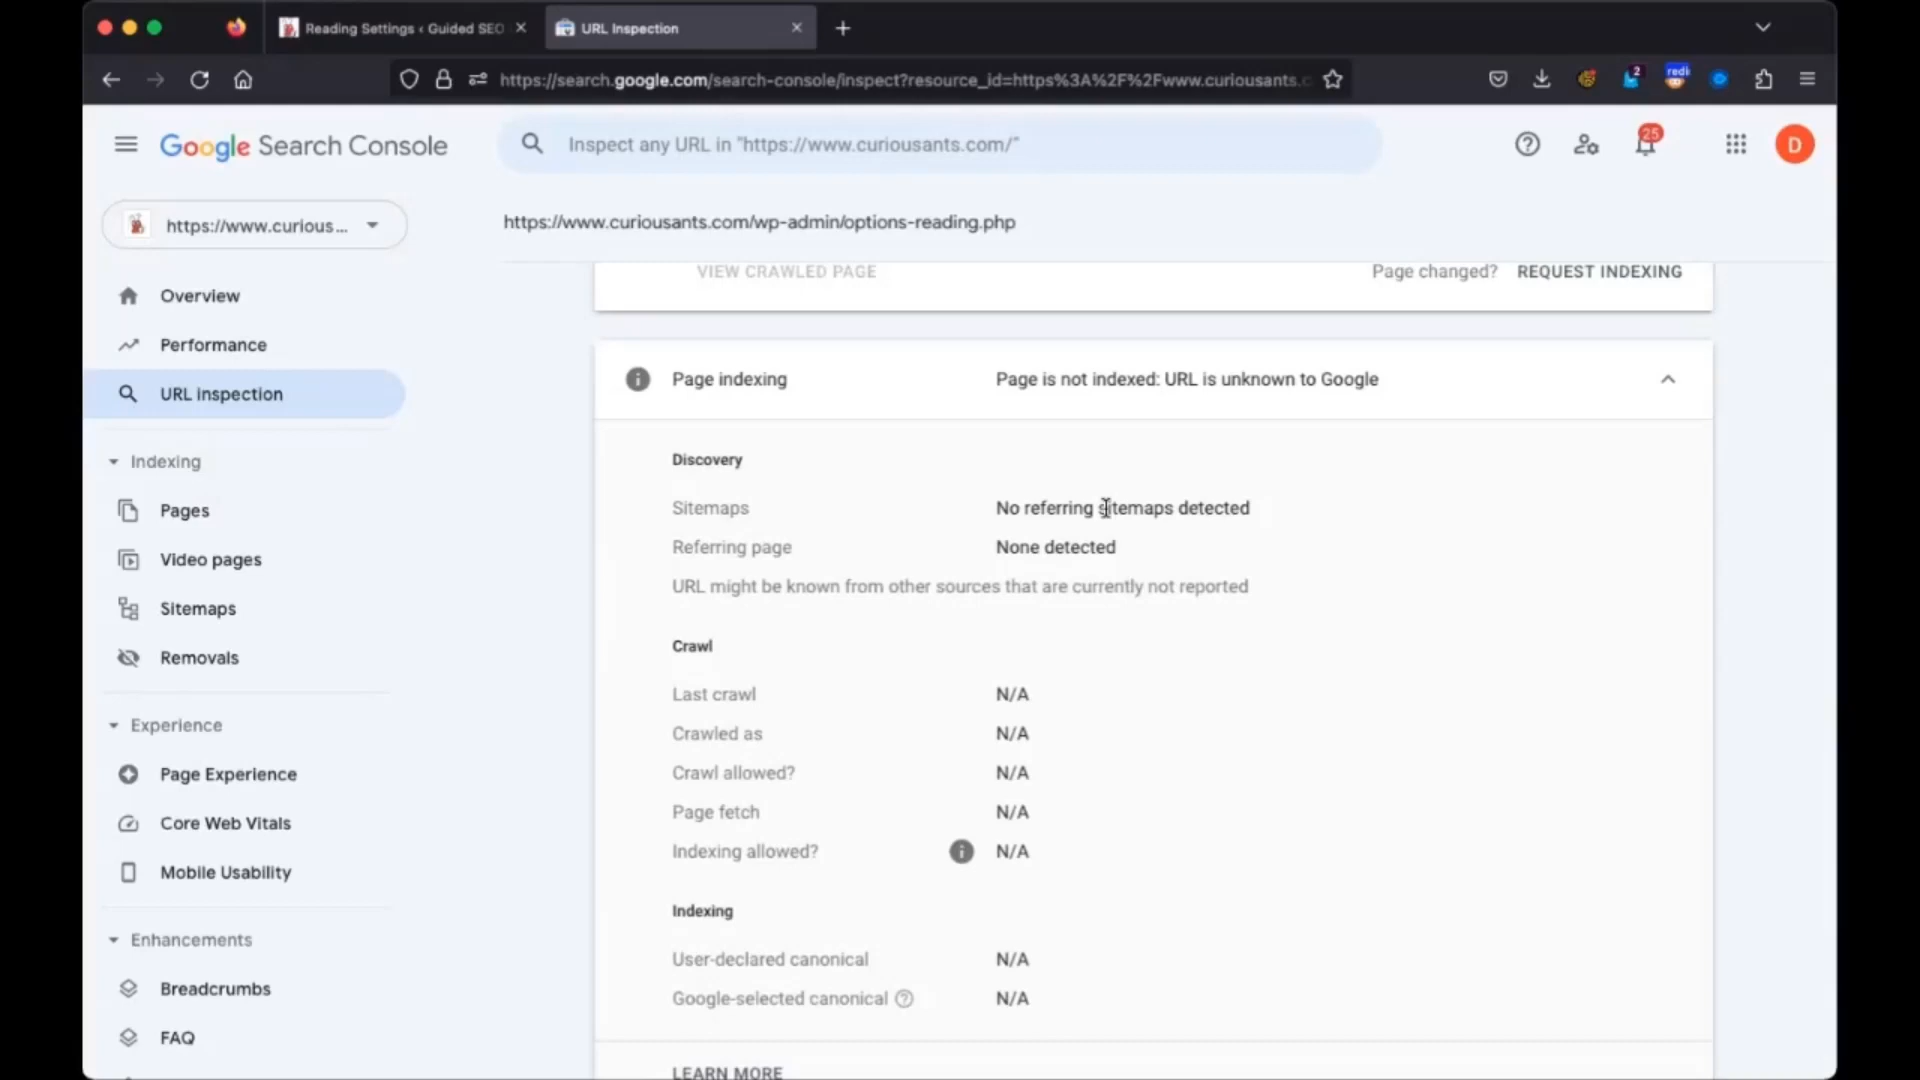 Reading Settings ‹ Guided SEO
URL Inspection
https://search.google.com/search-console/inspect?resource_id=https%3A%2F%2Fwww.curiousants.c
2
redi
Google Search Console
Inspect any URL in "https://www.curiousants.com/"
25
D
https://www.curious...
https://www.curiousants.com/wp-admin/options-reading.php
VIEW CRAWLED PAGE
Page changed? REQUEST INDEXING
Overview
Performance
URL inspection
Indexing
Pages
Video pages
Sitemaps
Removals
Experience
Page Experience
Core Web Vitals
Mobile Usability
Enhancements
Breadcrumbs
FAQ
Page indexing Page is not indexed: URL is unknown to Google
Discovery
Sitemaps No referring sitemaps detected
Referring page None detected
URL might be known from other sources that are currently not reported
Crawl
Last crawl N/A
Crawled as N/A
Crawl allowed? N/A
Page fetch N/A
Indexing allowed? N/A
Indexing
User-declared canonical N/A
Google-selected canonical N/A
LEARN MORE